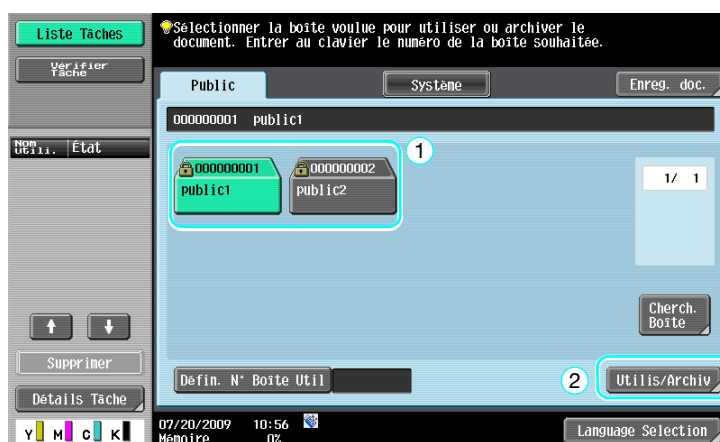 Liste Tâches
Vérifier
Tâche
Nom
Utili.
État
Supprimer
Détails Tâche
Y M C K
Sélectionner la boîte voulue pour utiliser ou archiver le
document. Entrer au clavier le numéro de la boîte souhaitée.
Public
Système
Enreg. doc.
000000001 public1
1
000000001
public1
000000002
public2
1/ 1
Cherch.
Boîte
Défin. N° Boîte Util
2
Utilis/Archiv
07/20/2009 10:56
Mémoire 0%
Language Selection